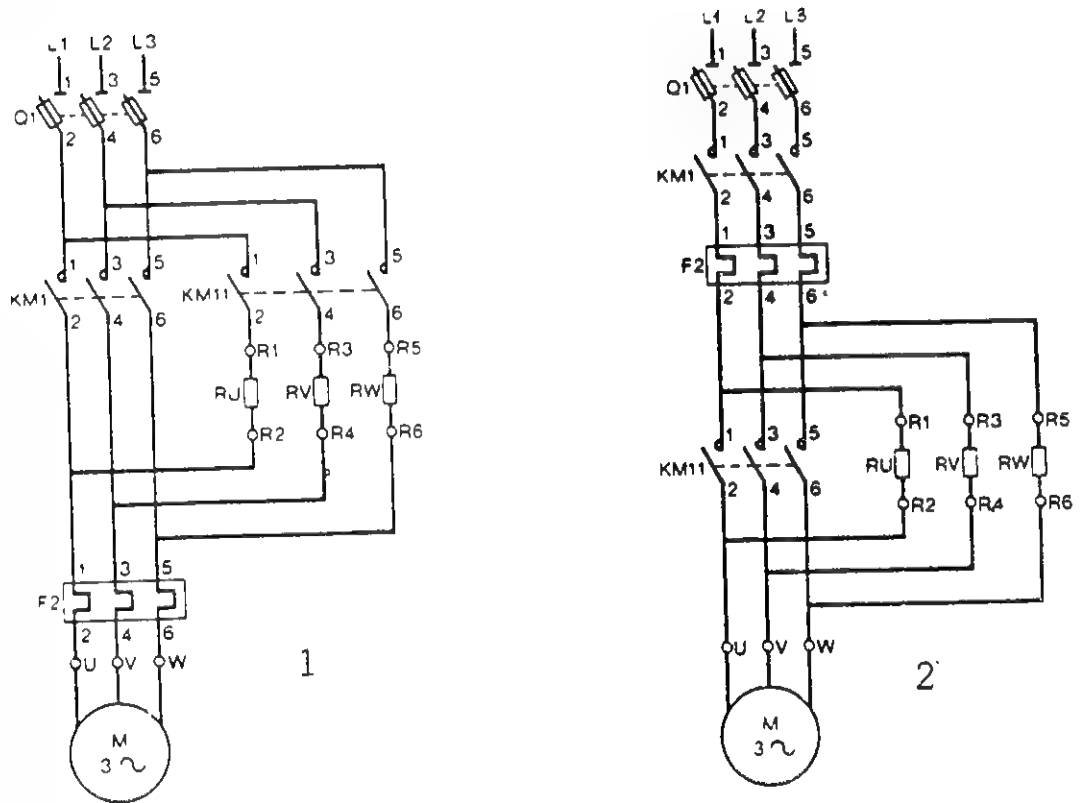 L1 L2 L3
1 3 5
Q1
2 4 6
1 3 5
KM1
2 4 6
1 3 5
KM11
2 4 6
R1 R3 R5
RU RV RW
R2 R4 R6
1 3 5
F2
2 4 6
U V W
M
3~
1
L1 L2 L3
1 3 5
Q1
2 4 6
1 3 5
KM1
2 4 6
1 3 5
F2
2 4 6
1 3 5
KM11
2 4 6
R1 R3 R5
RU RV RW
R2 R4 R6
U V W
M
3~
2